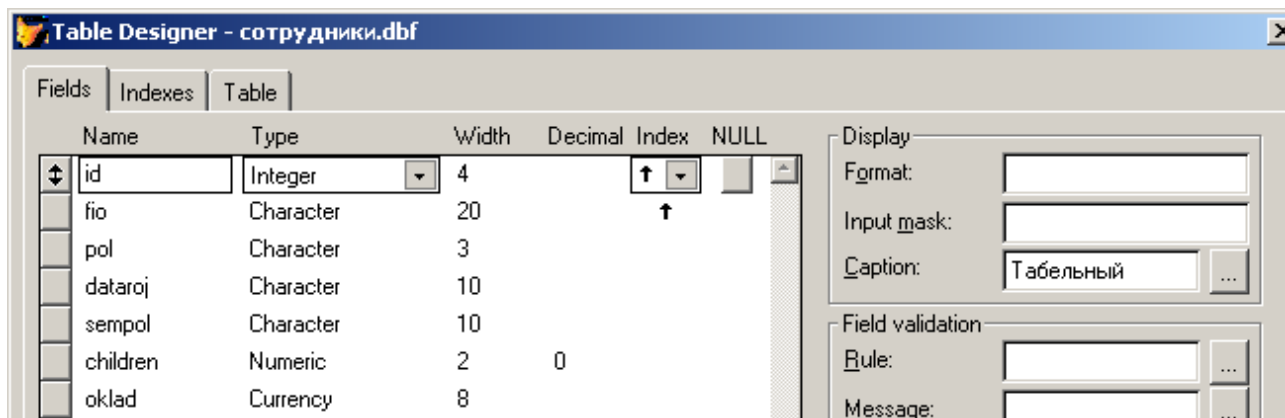 Table Designer - сотрудники.dbf
Fields Indexes Table
Name Type Width Decimal Index NULL Display
id Integer 4 Format:
fio Character 20 Input mask:
pol Character 3 Caption: Табельный ...
dataroj Character 10
sempol Character 10 Field validation
children Numeric 2 0 Rule: ...
oklad Currency 8 Message: ...